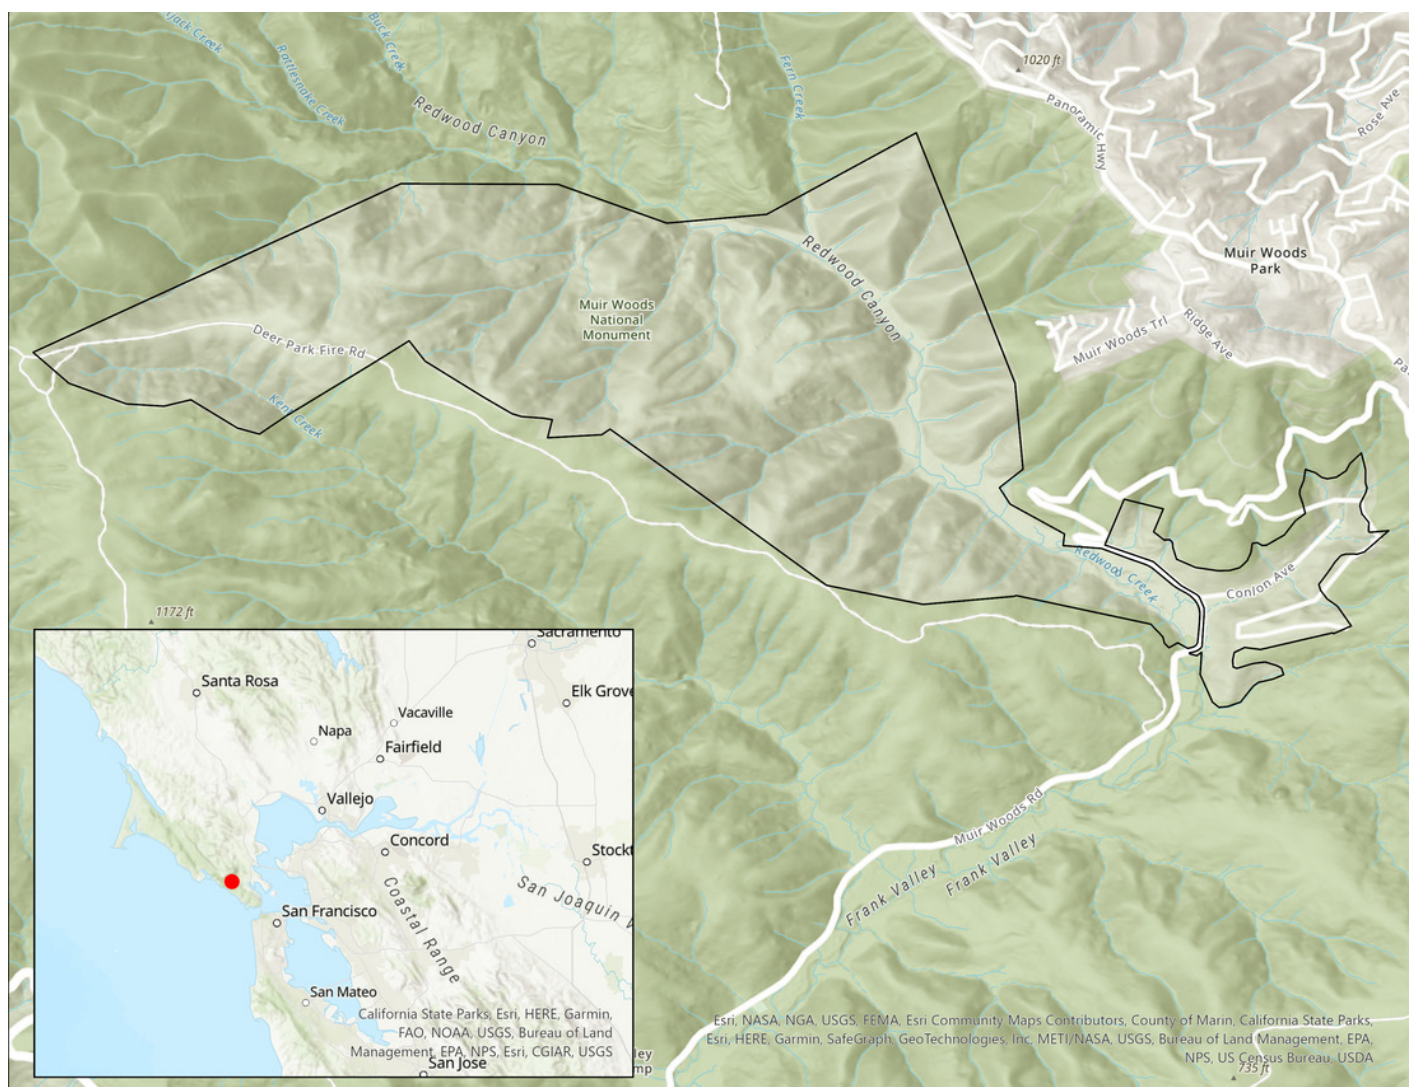 Buck Creek
Rattlesnake Creek
Redwood Canyon
Fern Creek
1020 ft
Panoramic Hwy
Rose Ave
Muir Woods
Park
Redwood Canyon
Muir Woods
National
Monument
Deer Park Fire Rd
Ridge Ave
Muir Woods Trl
Kent Creek
Redwood Creek
Conlon Ave
1172 ft
Muir Woods Rd
Frank Valley
Frank Valley
Sacramento
Santa Rosa
Elk Grove
Vacaville
Napa
Fairfield
Vallejo
Concord
Stockt
San Joaquin V
Coastal Range
San Francisco
San Mateo
California State Parks, Esri, HERE, Garmin,
FAO, NOAA, USGS, Bureau of Land
Management, EPA, NPS, Esri, CGIAR, USGS
San Jose
Esri, NASA, NGA, USGS, FEMA, Esri Community Maps Contributors, County of Marin, California State Parks,
Esri, HERE, Garmin, SafeGraph, GeoTechnologies, Inc, METI/NASA, USGS, Bureau of Land Management, EPA,
NPS, US Census Bureau, USDA
735 ft